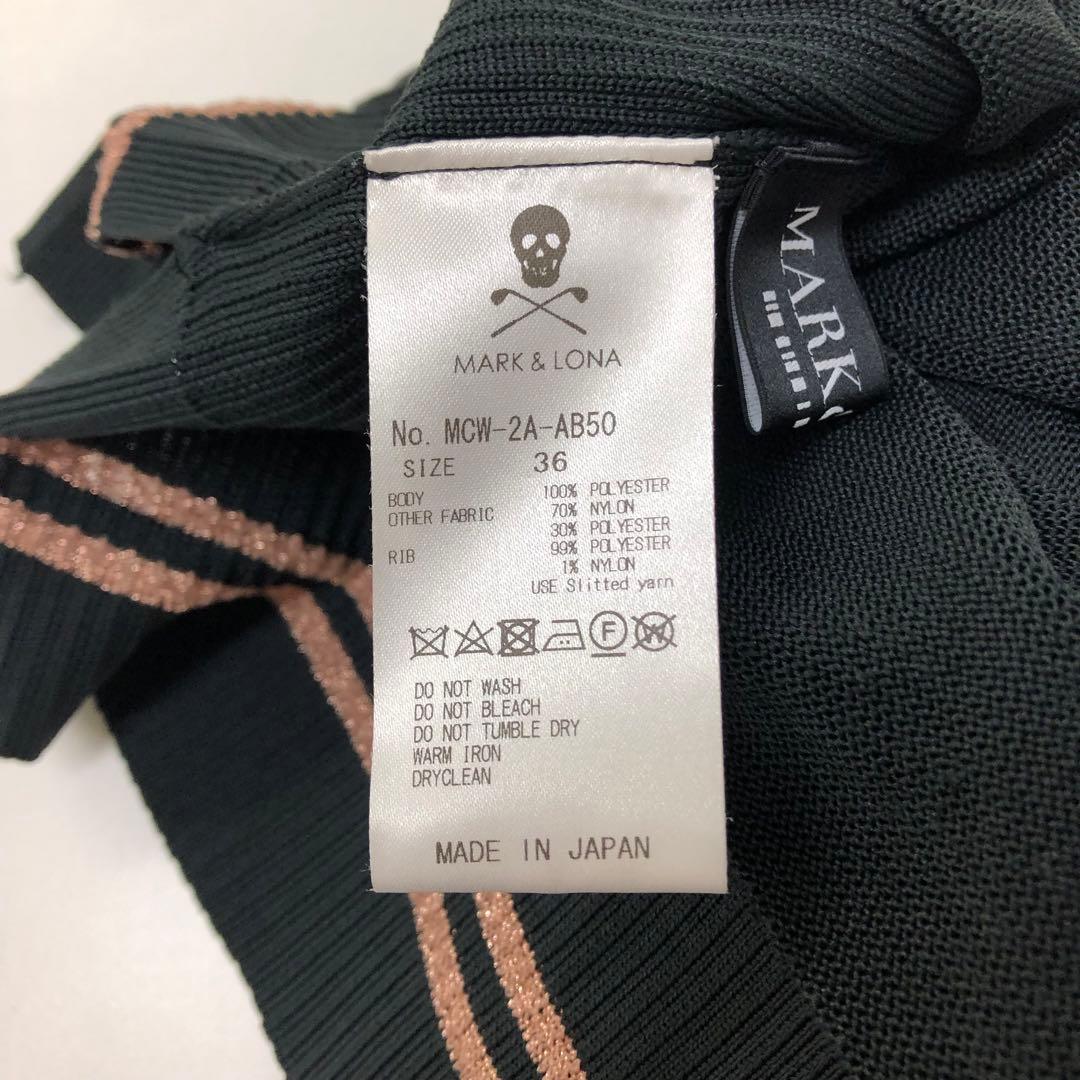 MARK & LONA
No. MCW-2A-AB50
SIZE 36
BODY 100% POLYESTER
OTHER FABRIC 70% NYLON
30% POLYESTER
RIB 99% POLYESTER
1% NYLON
USE Slitted yarn
F W
DO NOT WASH
DO NOT BLEACH
DO NOT TUMBLE DRY
WARM IRON
DRYCLEAN
MADE IN JAPAN
MARK &